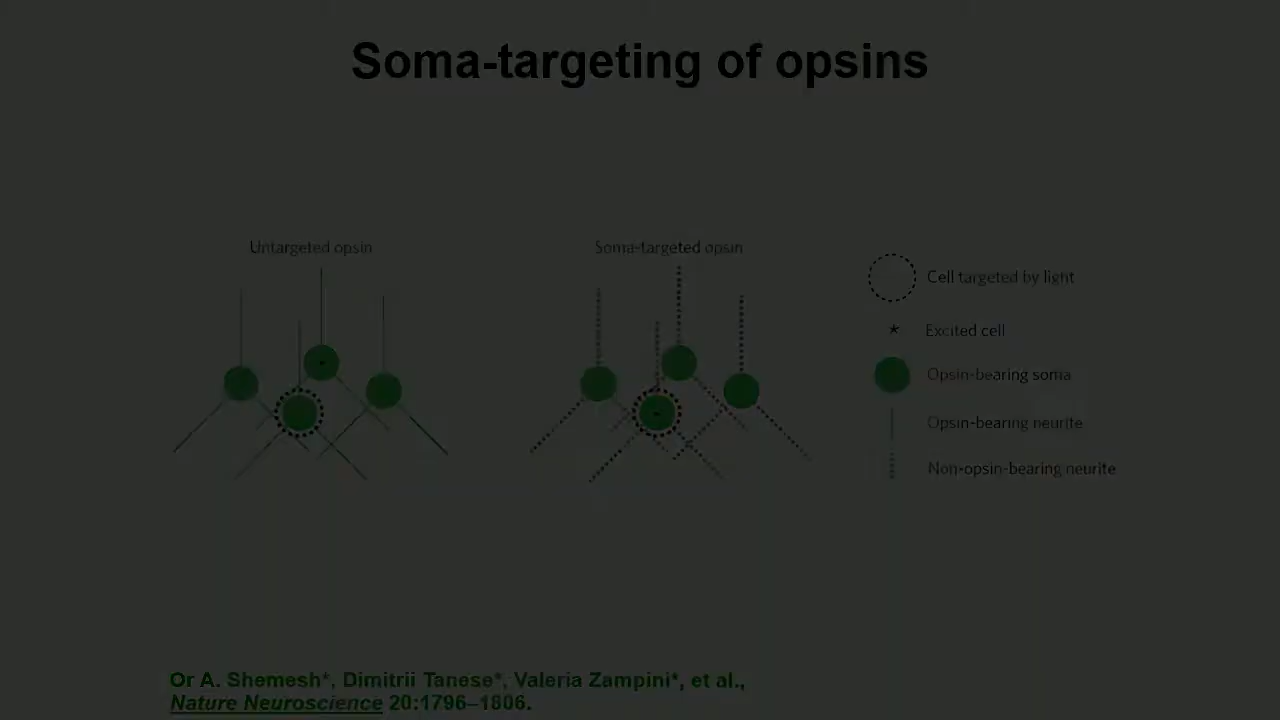 Soma-targeting of opsins
Untargeted opsin
Soma-targeted opsin
Cell targeted by light
Excited cell
Opsin-bearing soma
Opsin-bearing neurite
Non-opsin-bearing neurite
Or A. Shemesh*, Dimitrii Tanese*, Valeria Zampini*, et al.,
Nature Neuroscience 20:1796–1806.